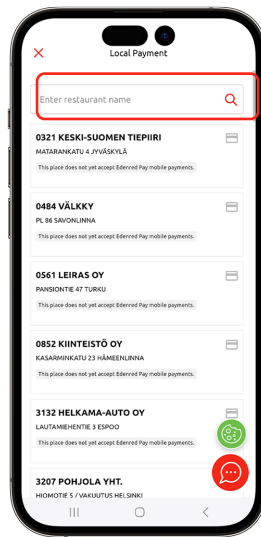 Local Payment
Enter restaurant name
0321 KESKI-SUOMEN TIEPIIRI
MATARANKATU 4 JYVÄSKYLÄ
This place does not yet accept Edenred Pay mobile payments.
0484 VÄLKKY
PL 86 SAVONLINNA
This place does not yet accept Edenred Pay mobile payments.
0561 LEIRAS OY
PANSIONTIE 47 TURKU
This place does not yet accept Edenred Pay mobile payments.
0852 KIINTEISTÖ OY
KASARMINKATU 23 HÄMEENLINNA
This place does not yet accept Edenred Pay mobile payments.
3132 HELKAMA-AUTO OY
LAUTAMIEHENTIE 3 ESPOO
This place does not yet accept Edenred Pay mobile payments.
3207 POHJOLA YHT.
HIOMOTIE 5 / VAKUUTUS HELSINKI